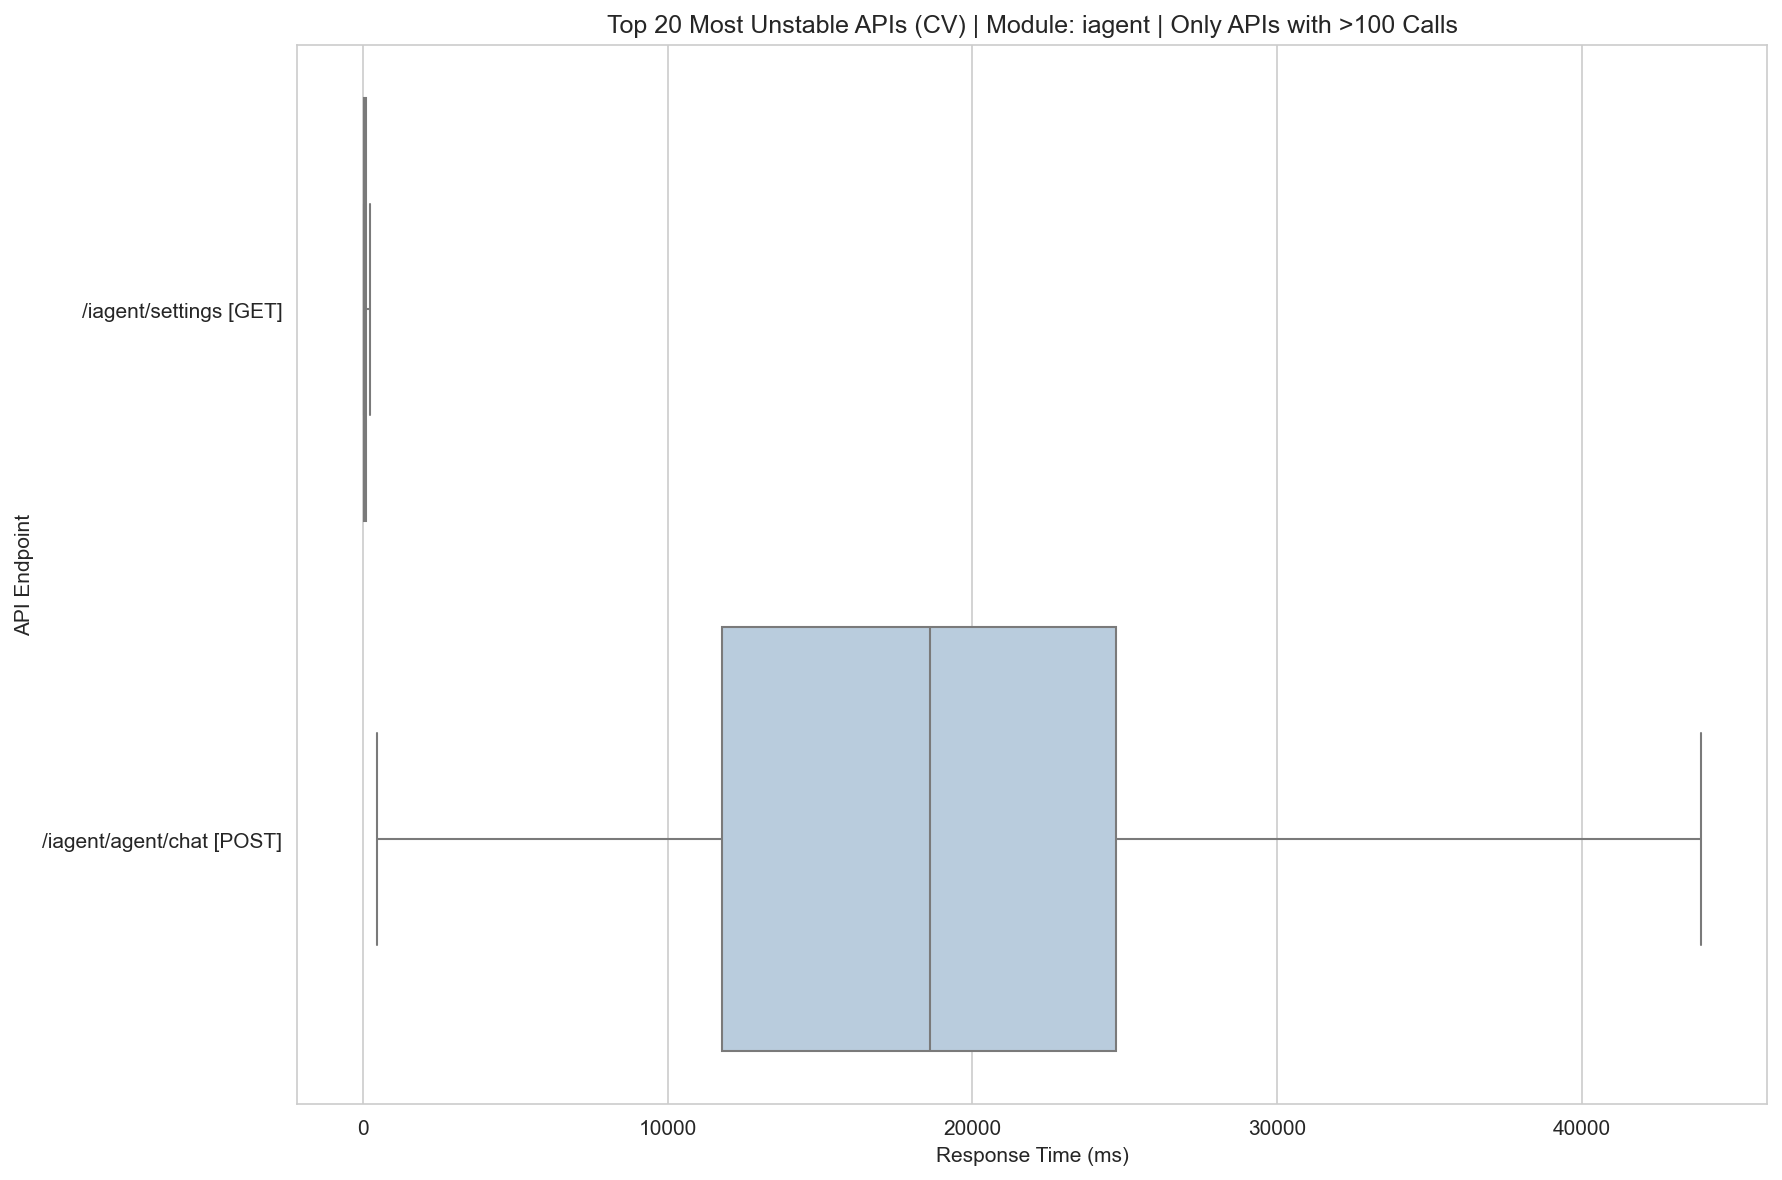 Top 20 Most Unstable APIs (CV) | Module: iagent | Only APIs with >100 Calls
/iagent/settings [GET]
API Endpoint
/iagent/agent/chat [POST]
0
10000
20000
30000
40000
Response Time (ms)